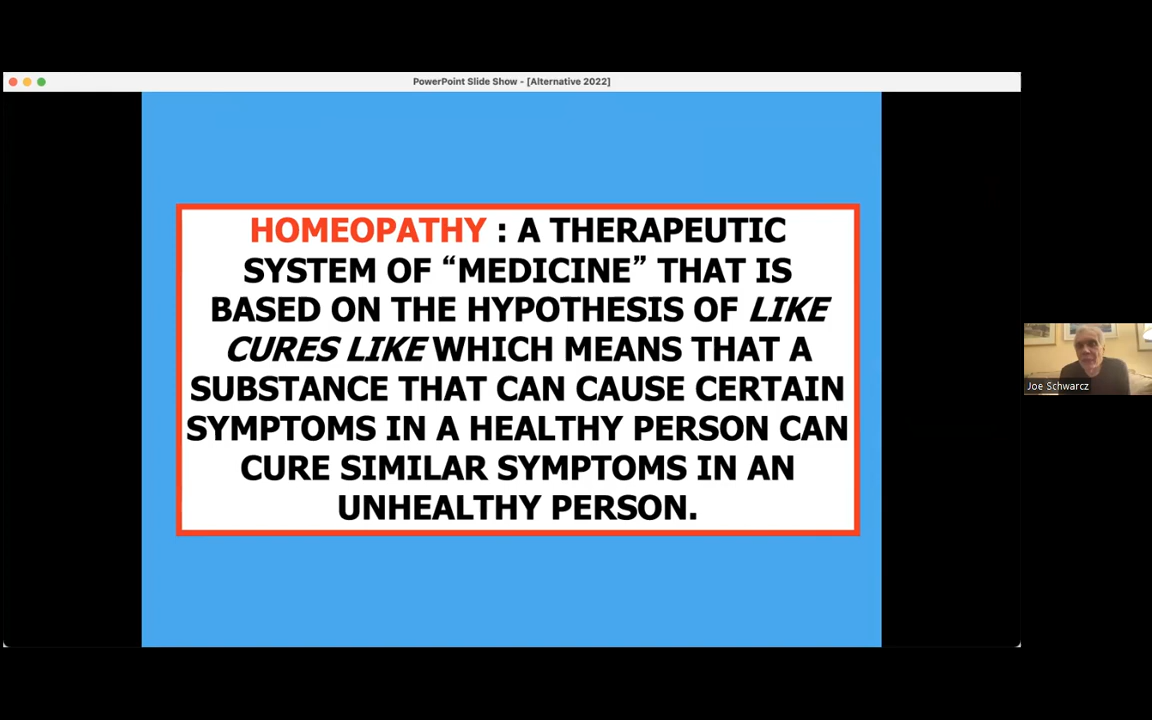 PowerPoint Slide Show - [Alternative 2022]
HOMEOPATHY : A THERAPEUTIC
SYSTEM OF “MEDICINE” THAT IS
BASED ON THE HYPOTHESIS OF LIKE
CURES LIKE WHICH MEANS THAT A
SUBSTANCE THAT CAN CAUSE CERTAIN
SYMPTOMS IN A HEALTHY PERSON CAN
CURE SIMILAR SYMPTOMS IN AN
UNHEALTHY PERSON.
Joe Schwarcz